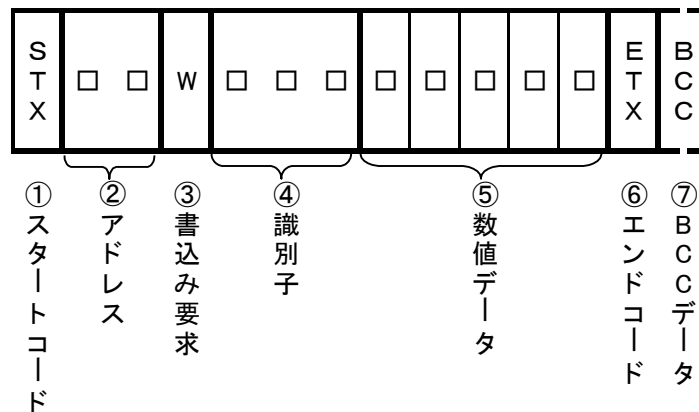 STX □ □ W □ □ □ □ □ □ □ □ ETX BCC
①スタートコード
②アドレス
③書込み要求
④識別子
⑤数値データ
⑥エンドコード
⑦BCCデータ